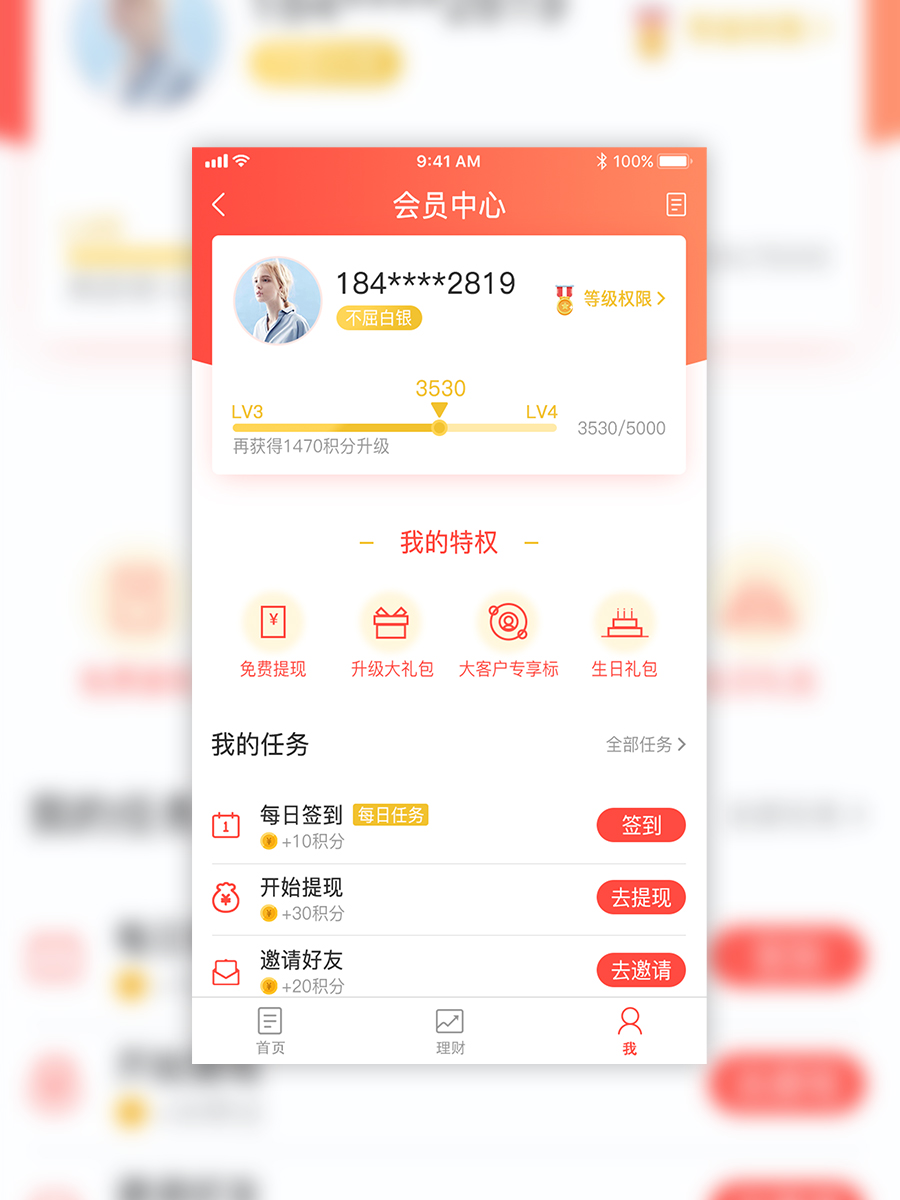 9:41 AM
100%
会员中心
184****2819
不屈白银
等级权限
3530
LV3
LV4
3530/5000
再获得1470积分升级
我的特权
¥
免费提现
升级大礼包
大客户专享标
生日礼包
我的任务
全部任务
1
每日签到
每日任务
¥
+10积分
签到
¥
开始提现
¥
+30积分
去提现
邀请好友
¥
+20积分
去邀请
首页
理财
我